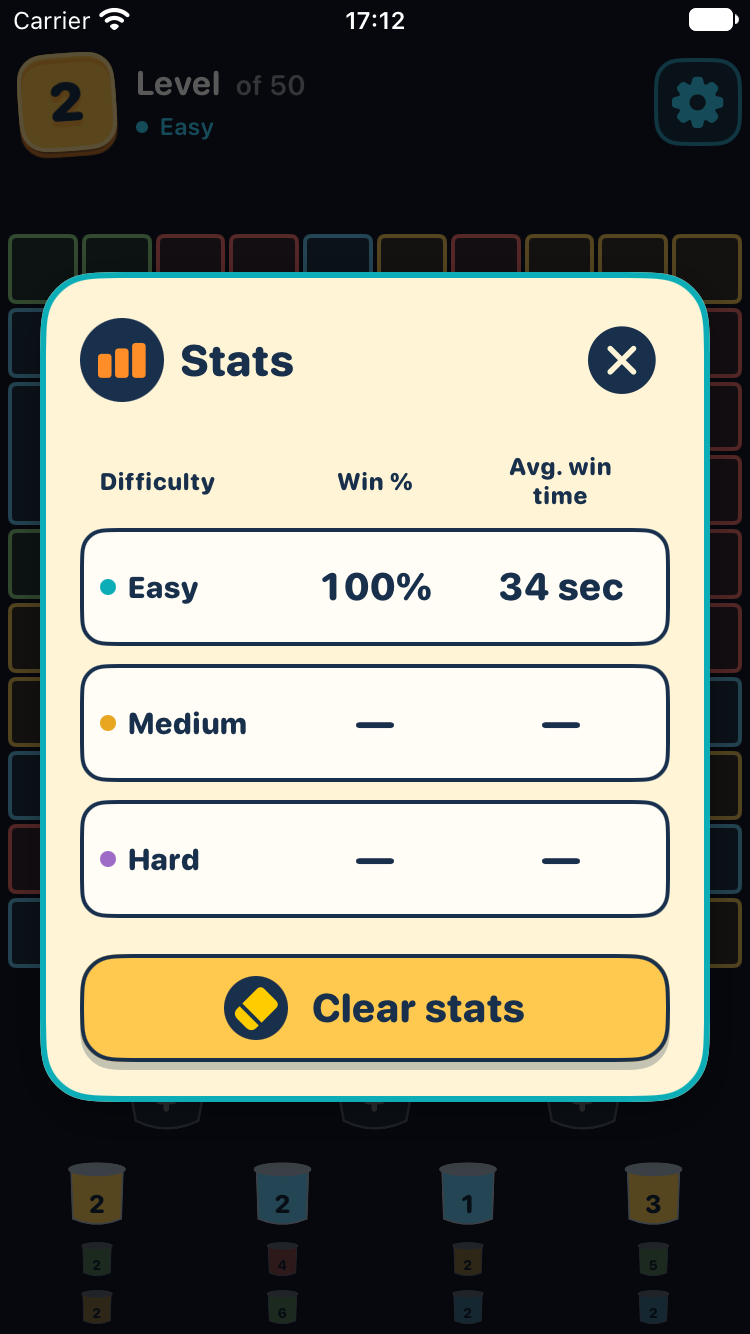 Carrier 17:12
2 Level of 50
Easy
Stats
Difficulty Win % Avg. win
time
Easy 100% 34 sec
Medium — —
Hard — —
Clear stats
2 2 1 3
2 4 2 5
2 6 2 2